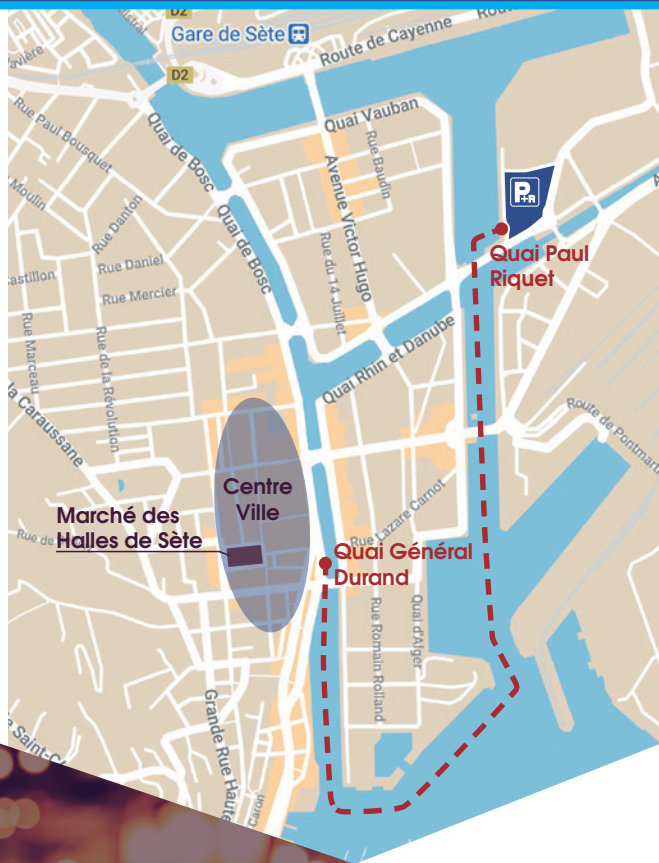 D2
Gare de Sète
Route de Cayenne
D2
Quai Vauban
Rue Paul Bousquet
Quai de Bosc
Rue Baudin
Avenue Victor Hugo
Moulin
P+R
Rue Danton
Quai de Bosc
Rue du 14 Juillet
Quai Paul
Riquet
Rue Daniel
Rue Mercier
Rue Marceau
Rue de la Révolution
Quai Rhin et Danube
la Caraussane
Route de Pontmart
Centre
Ville
Marché des
Halles de Sète
Rue de
Rue Lazare Carnot
Quai Général
Durand
Rue Romain Rolland
Quai d'Alger
Grande Rue Haute
Caron